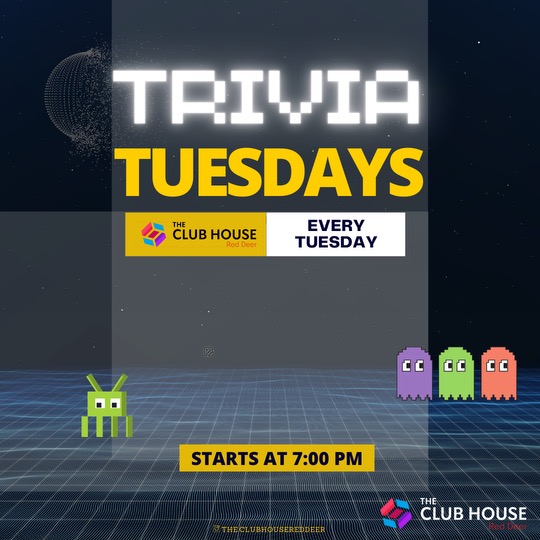 TRIVIA
TUESDAYS
THE
CLUB HOUSE
Red Deer
EVERY
TUESDAY
STARTS AT 7:00 PM
THE
CLUB HOUSE
Red Deer
@THECLUBHOUSEREDDEER